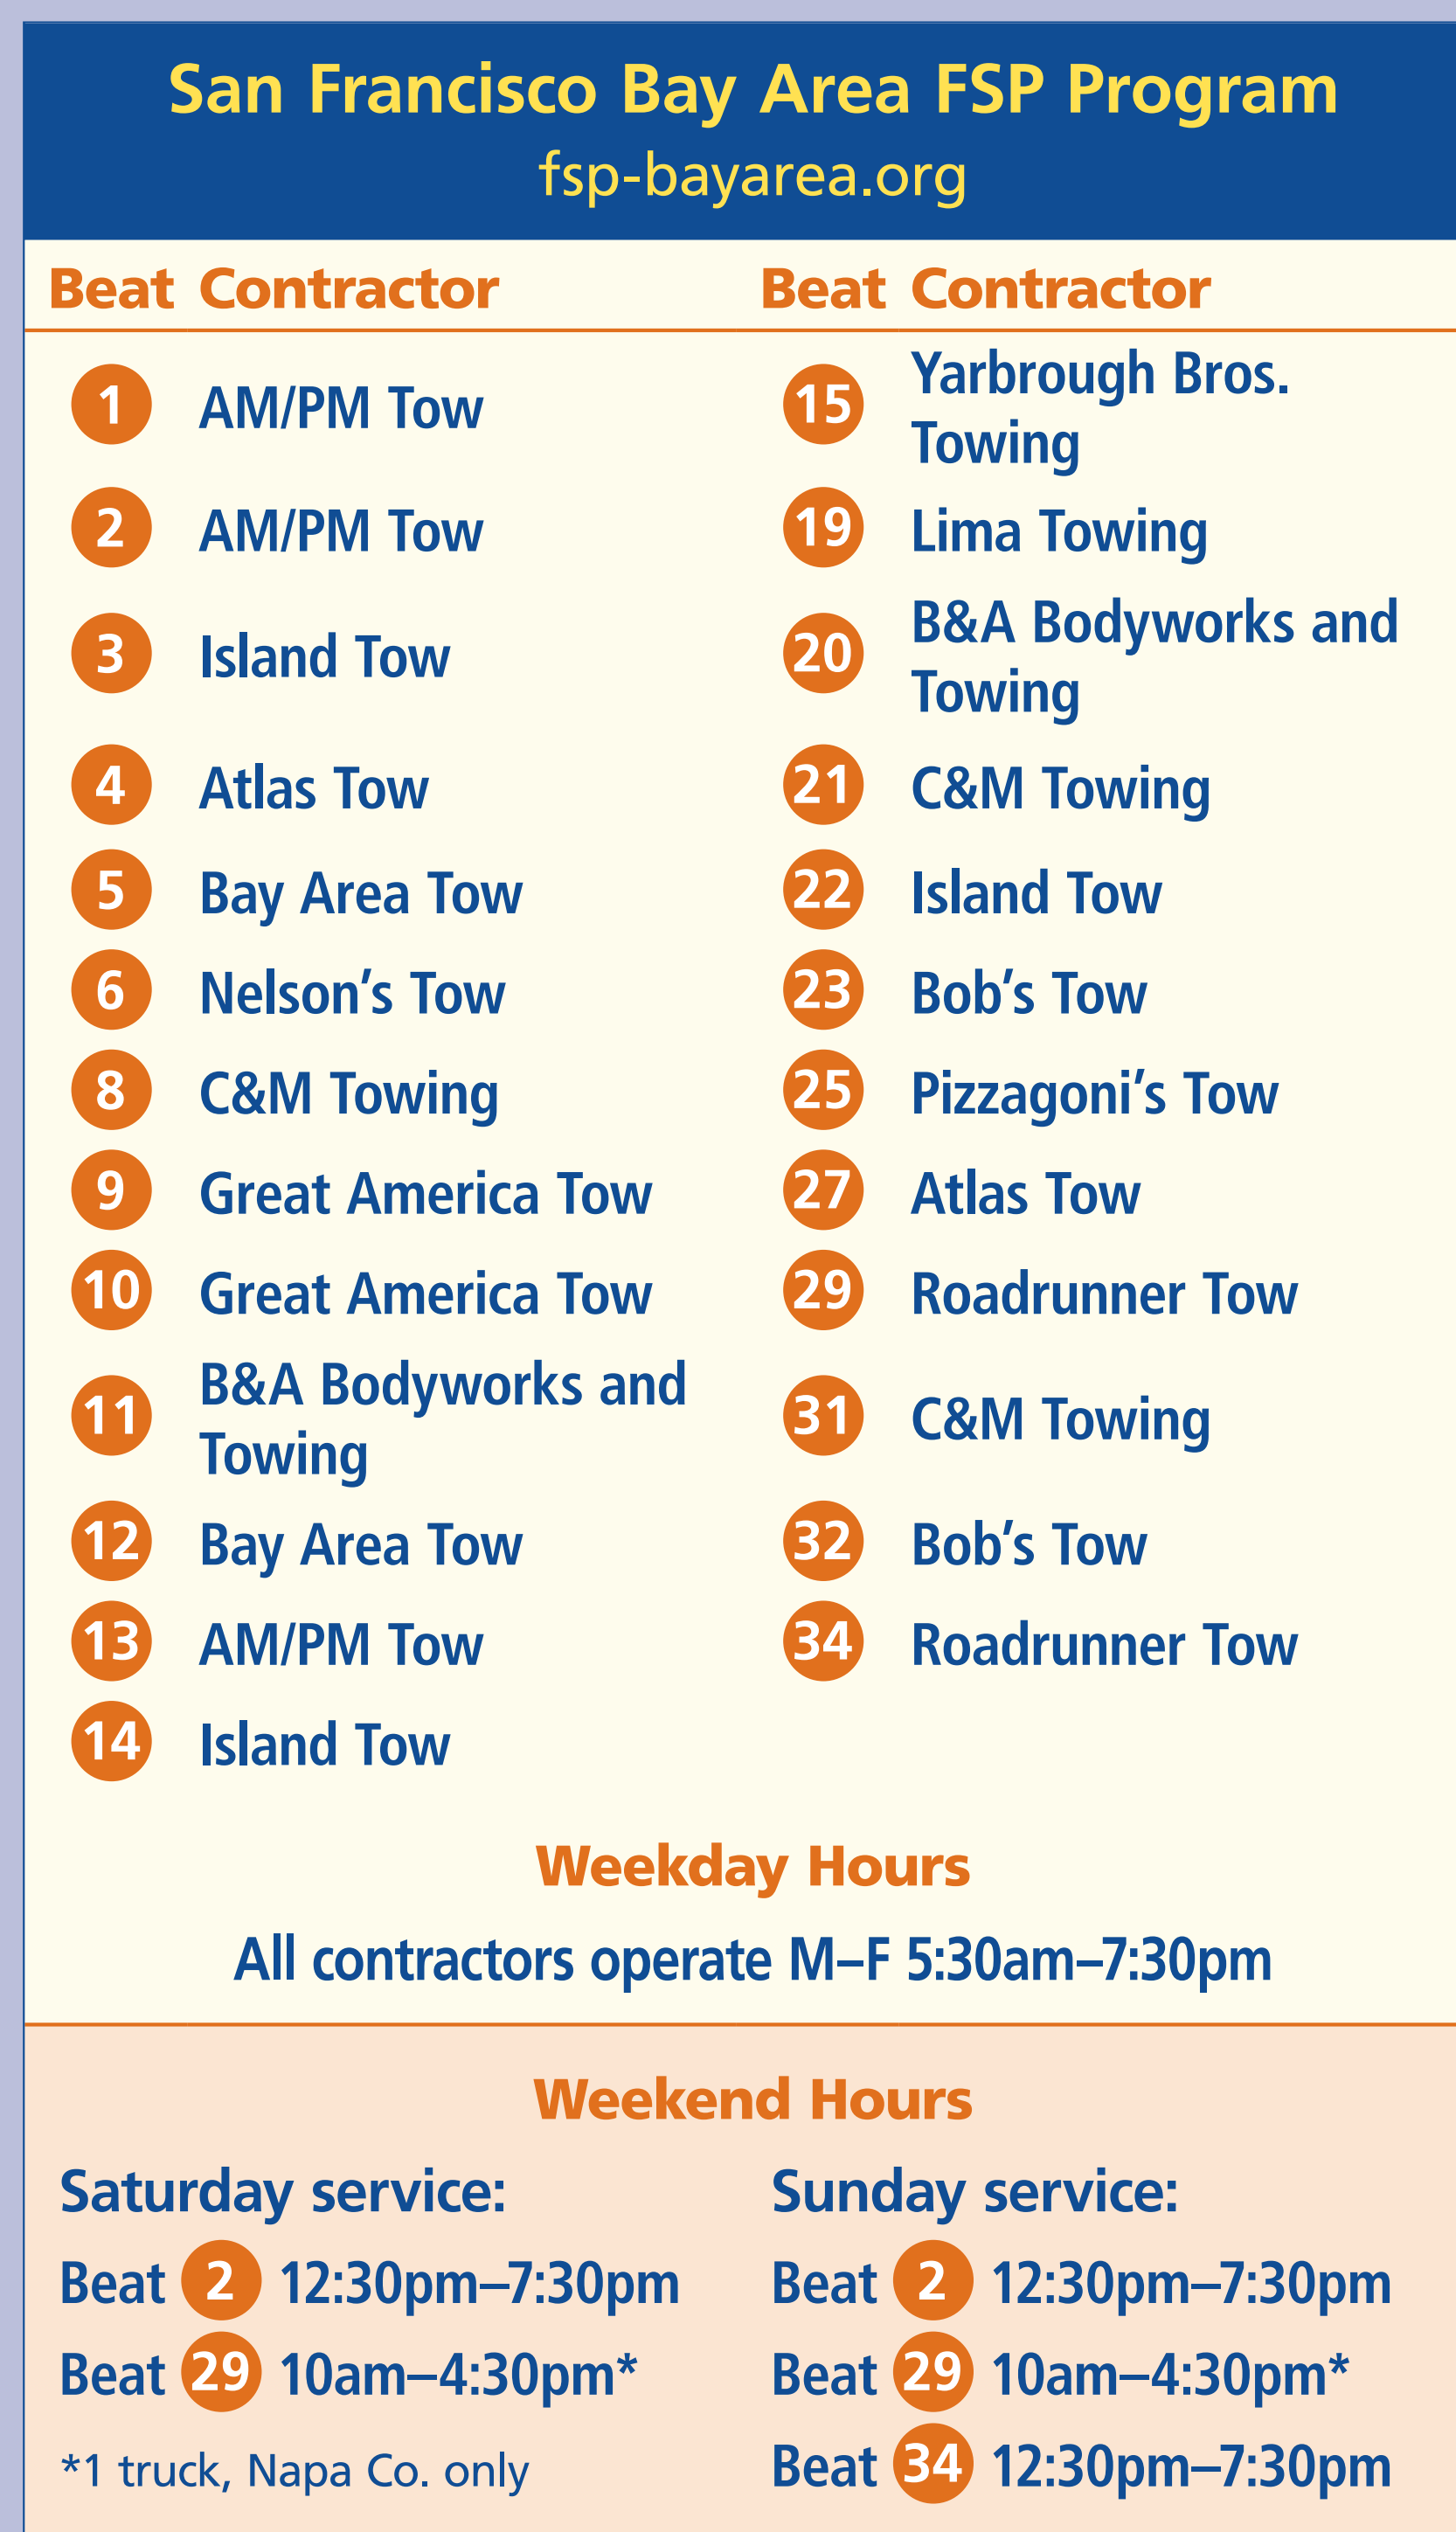 San Francisco Bay Area FSP Program
fsp-bayarea.org
Beat Contractor
1 AM/PM Tow
2 AM/PM Tow
3 Island Tow
4 Atlas Tow
5 Bay Area Tow
6 Nelson’s Tow
8 C&M Towing
9 Great America Tow
10 Great America Tow
11 B&A Bodyworks and
Towing
12 Bay Area Tow
13 AM/PM Tow
14 Island Tow
Beat Contractor
15 Yarbrough Bros.
Towing
19 Lima Towing
20 B&A Bodyworks and
Towing
21 C&M Towing
22 Island Tow
23 Bob’s Tow
25 Pizzagoni’s Tow
27 Atlas Tow
29 Roadrunner Tow
31 C&M Towing
32 Bob’s Tow
34 Roadrunner Tow
Weekday Hours
All contractors operate M–F 5:30am–7:30pm
Weekend Hours
Saturday service:
Beat 2 12:30pm–7:30pm
Beat 29 10am–4:30pm*
*1 truck, Napa Co. only
Sunday service:
Beat 2 12:30pm–7:30pm
Beat 29 10am–4:30pm*
Beat 34 12:30pm–7:30pm